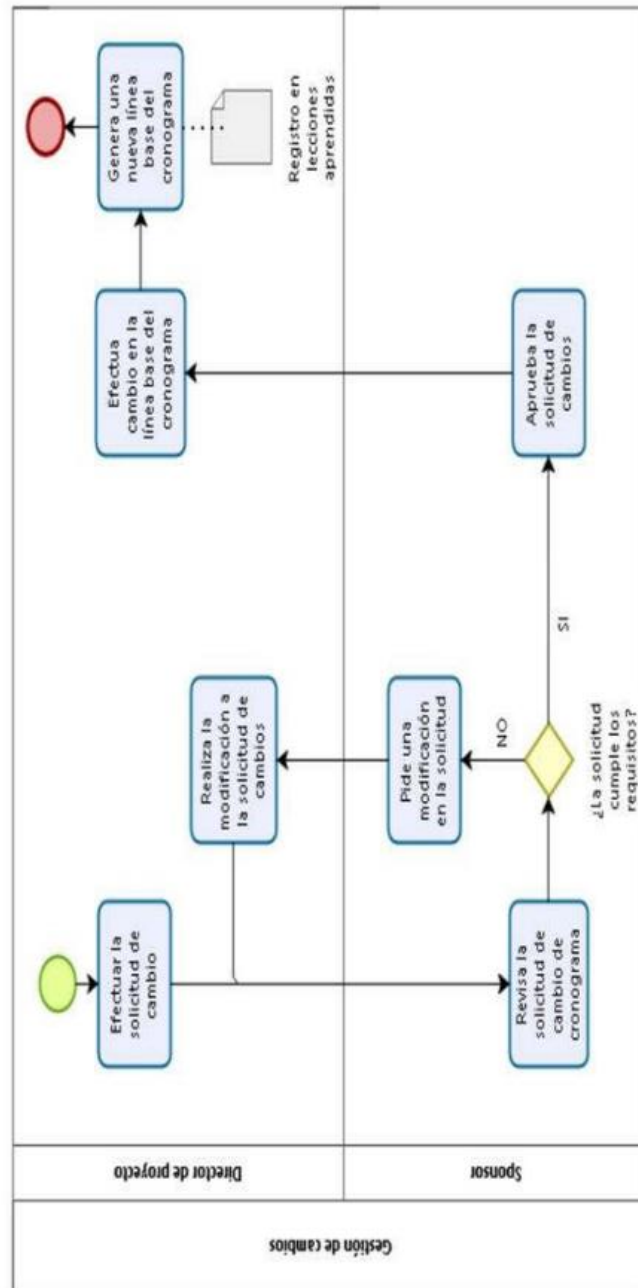 Gestión de cambios
Director de proyecto
Sponsor
Efectuar la
solicitud de
cambio
Realiza la
modificación a
la solicitud de
cambios
Efectua
cambio en la
línea base del
cronograma
Genera una
nueva línea
base del
cronograma
Registro en
lecciones
aprendidas
Revisa la
solicitud de
cambio de
cronograma
Pide una
modificación
en la solicitud
NO
¿La solicitud
cumple los
requisitos?
SI
Aprueba la
solicitud de
cambios